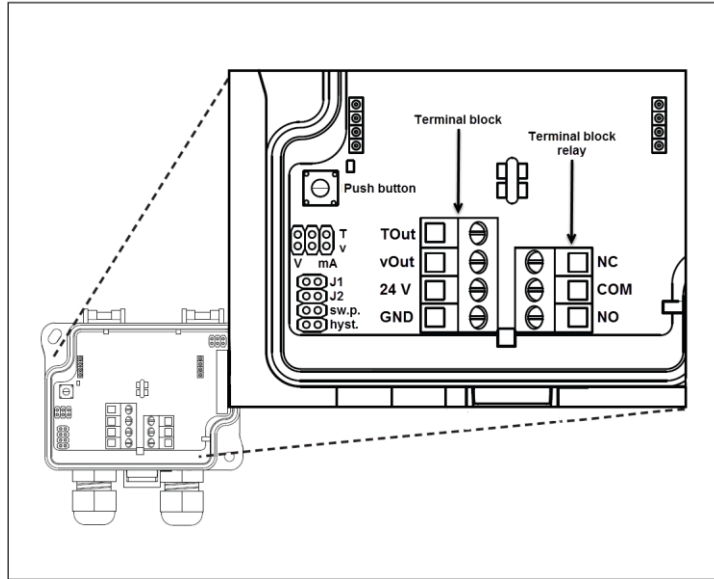 Terminal block
Terminal block
relay
Push button
T
v
V mA
J1
J2
sw.p.
hyst.
TOut
vOut
24 V
GND
NC
COM
NO